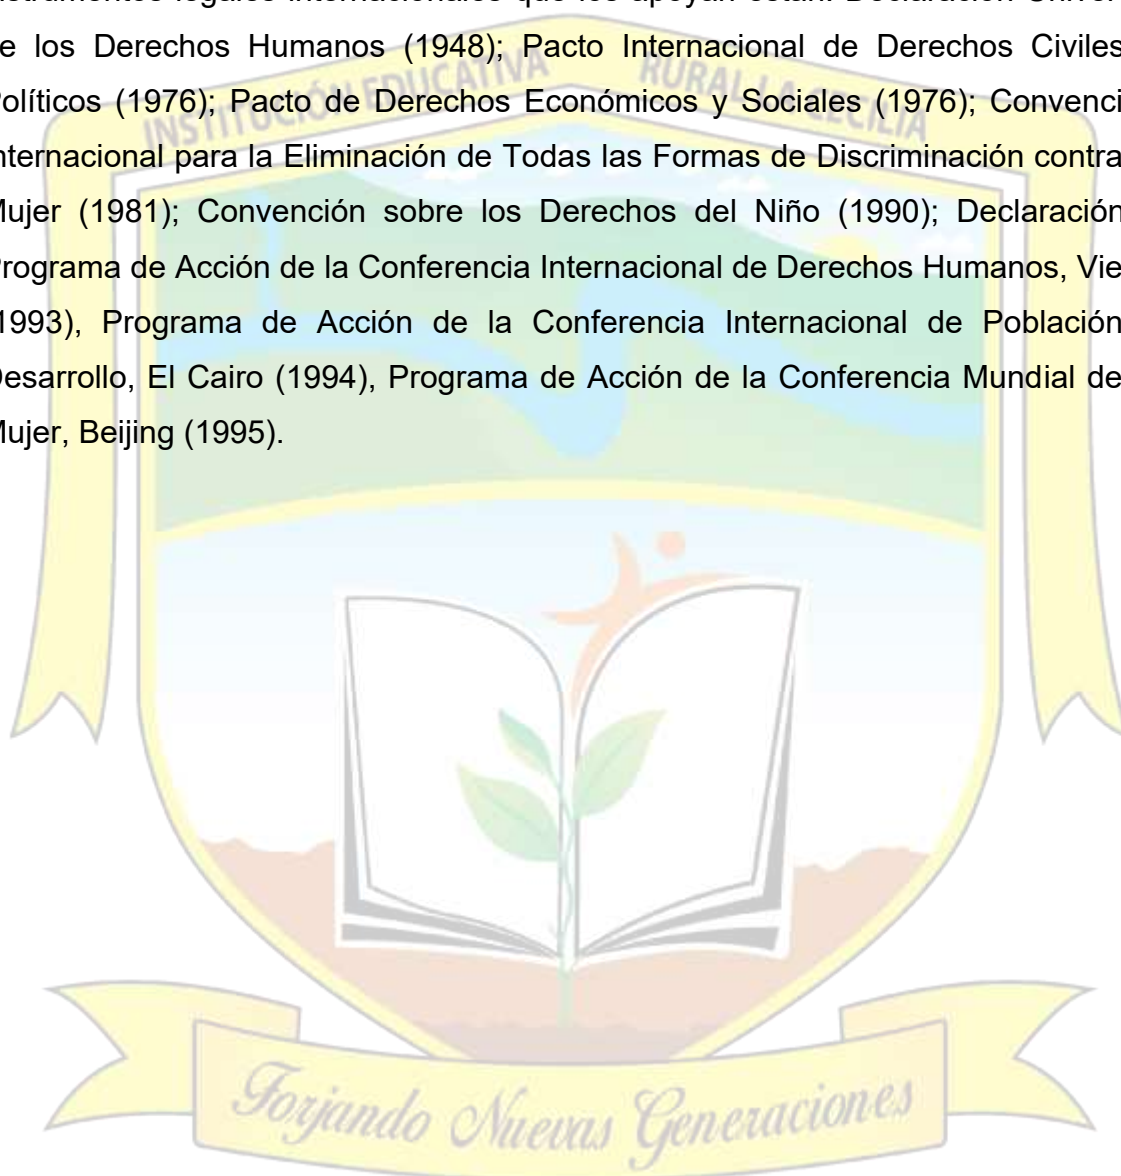 nstrumentos legales internacionales que los apoyan están: Declaración Univer
e los Derechos Humanos (1948); Pacto Internacional de Derechos Civiles
Políticos (1976); Pacto de Derechos Económicos y Sociales (1976); Convenci
nternacional para la Eliminación de Todas las Formas de Discriminación contra
Mujer (1981); Convención sobre los Derechos del Niño (1990); Declaración
Programa de Acción de la Conferencia Internacional de Derechos Humanos, Vie
1993), Programa de Acción de la Conferencia Internacional de Población
Desarrollo, El Cairo (1994), Programa de Acción de la Conferencia Mundial de
Mujer, Beijing (1995).
INSTITUCIÓN EDUCATIVA RURAL LA CECILIA
Forjando Nuevas Generaciones